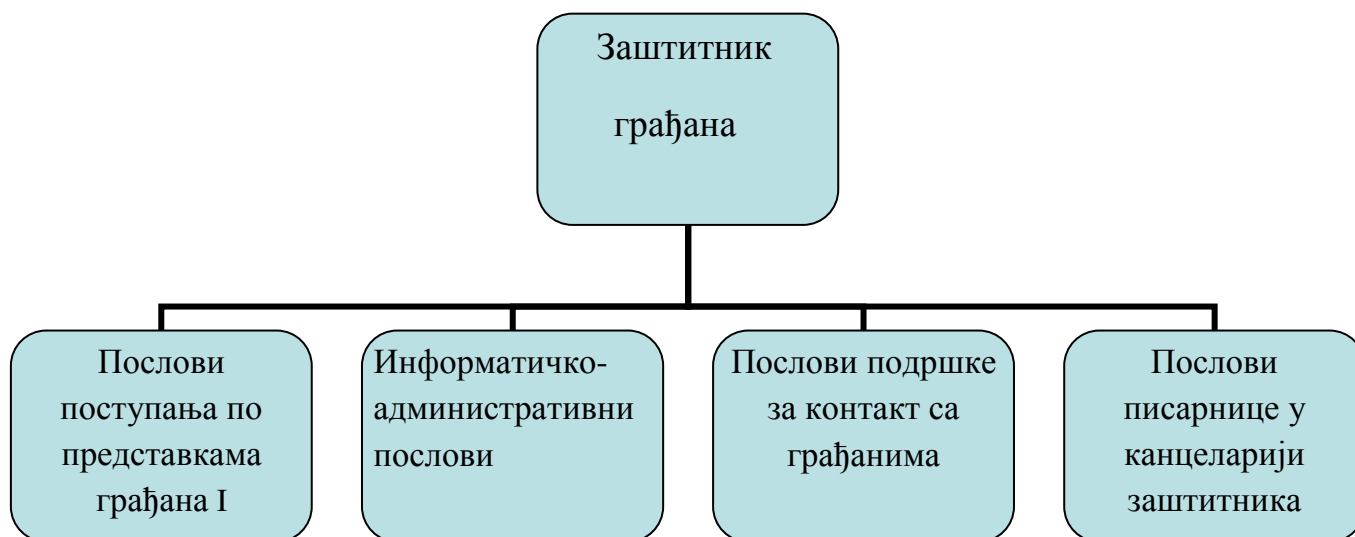 Заштитник
грађана
Послови
поступања по
представкама
грађана I
Информатичко-
административни
послови
Послови подршке
за контакт са
грађанима
Послови
писарнице у
канцеларији
заштитника